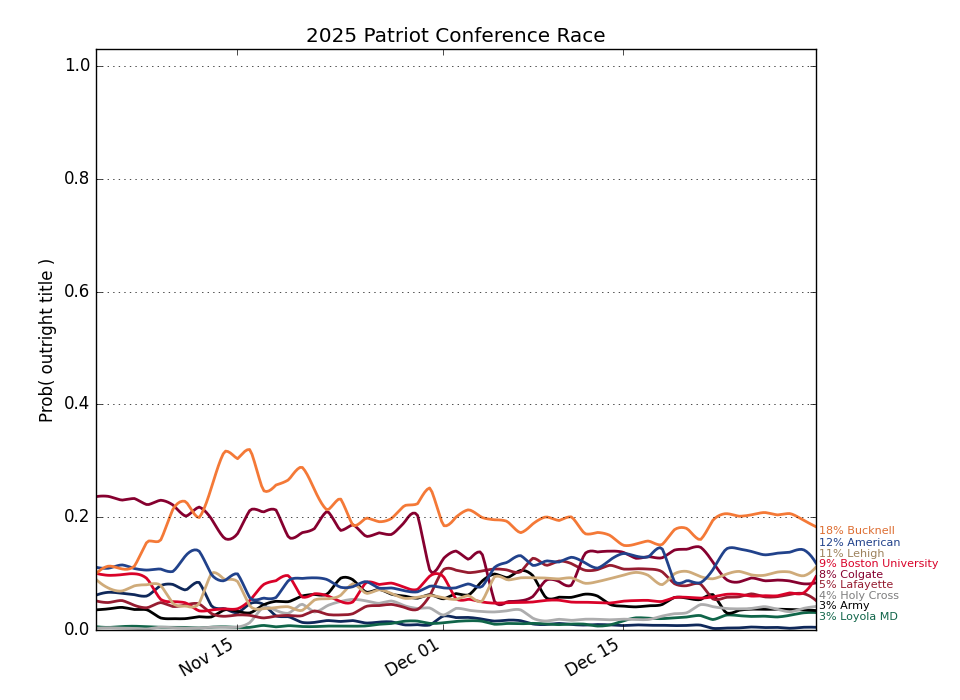 2025 Patriot Conference Race
1.0
0.8
0.6
0.4
0.2
0.0
Prob( outright title )
Nov 15
Dec 01
Dec 15
18% Bucknell
12% American
11% Lehigh
9% Boston University
8% Colgate
5% Lafayette
4% Holy Cross
3% Army
3% Loyola MD